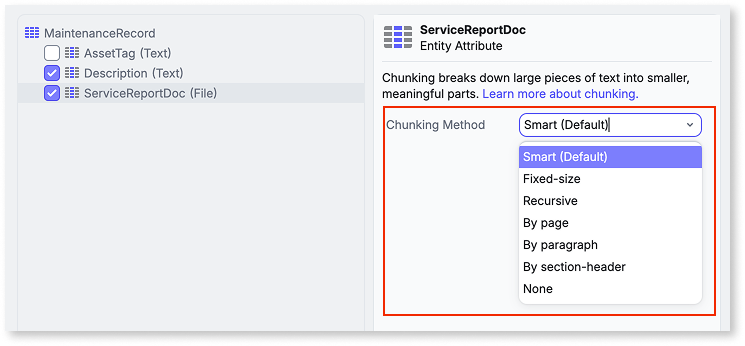 MaintenanceRecord
AssetTag (Text)
Description (Text)
ServiceReportDoc (File)
ServiceReportDoc
Entity Attribute
Chunking breaks down large pieces of text into smaller,
meaningful parts. Learn more about chunking.
Chunking Method
Smart (Default)
Smart (Default)
Fixed-size
Recursive
By page
By paragraph
By section-header
None